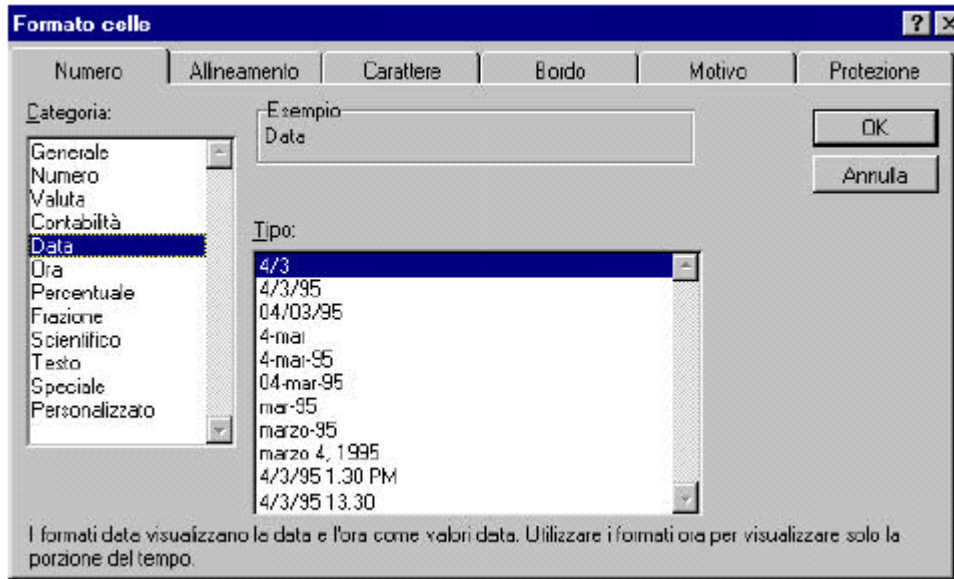 Formato celle
Numero Allineamento Carattere Bordo Motivo Protezione
Categoria:
Generale
Numero
Valuta
Contabilità
Data
Ora
Percentuale
Frazione
Scientifico
Testo
Speciale
Personalizzato
Esempio
Data
Tipo:
4/3
4/3/95
04/03/95
4-mar
4-mar-95
04-mar-95
mar-95
marzo-95
marzo 4, 1995
4/3/95 1.30 PM
4/3/95 13.30
OK
Annulla
I formati data visualizzano la data e l'ora come valori data. Utilizzare i formati ora per visualizzare solo la
porzione del tempo.